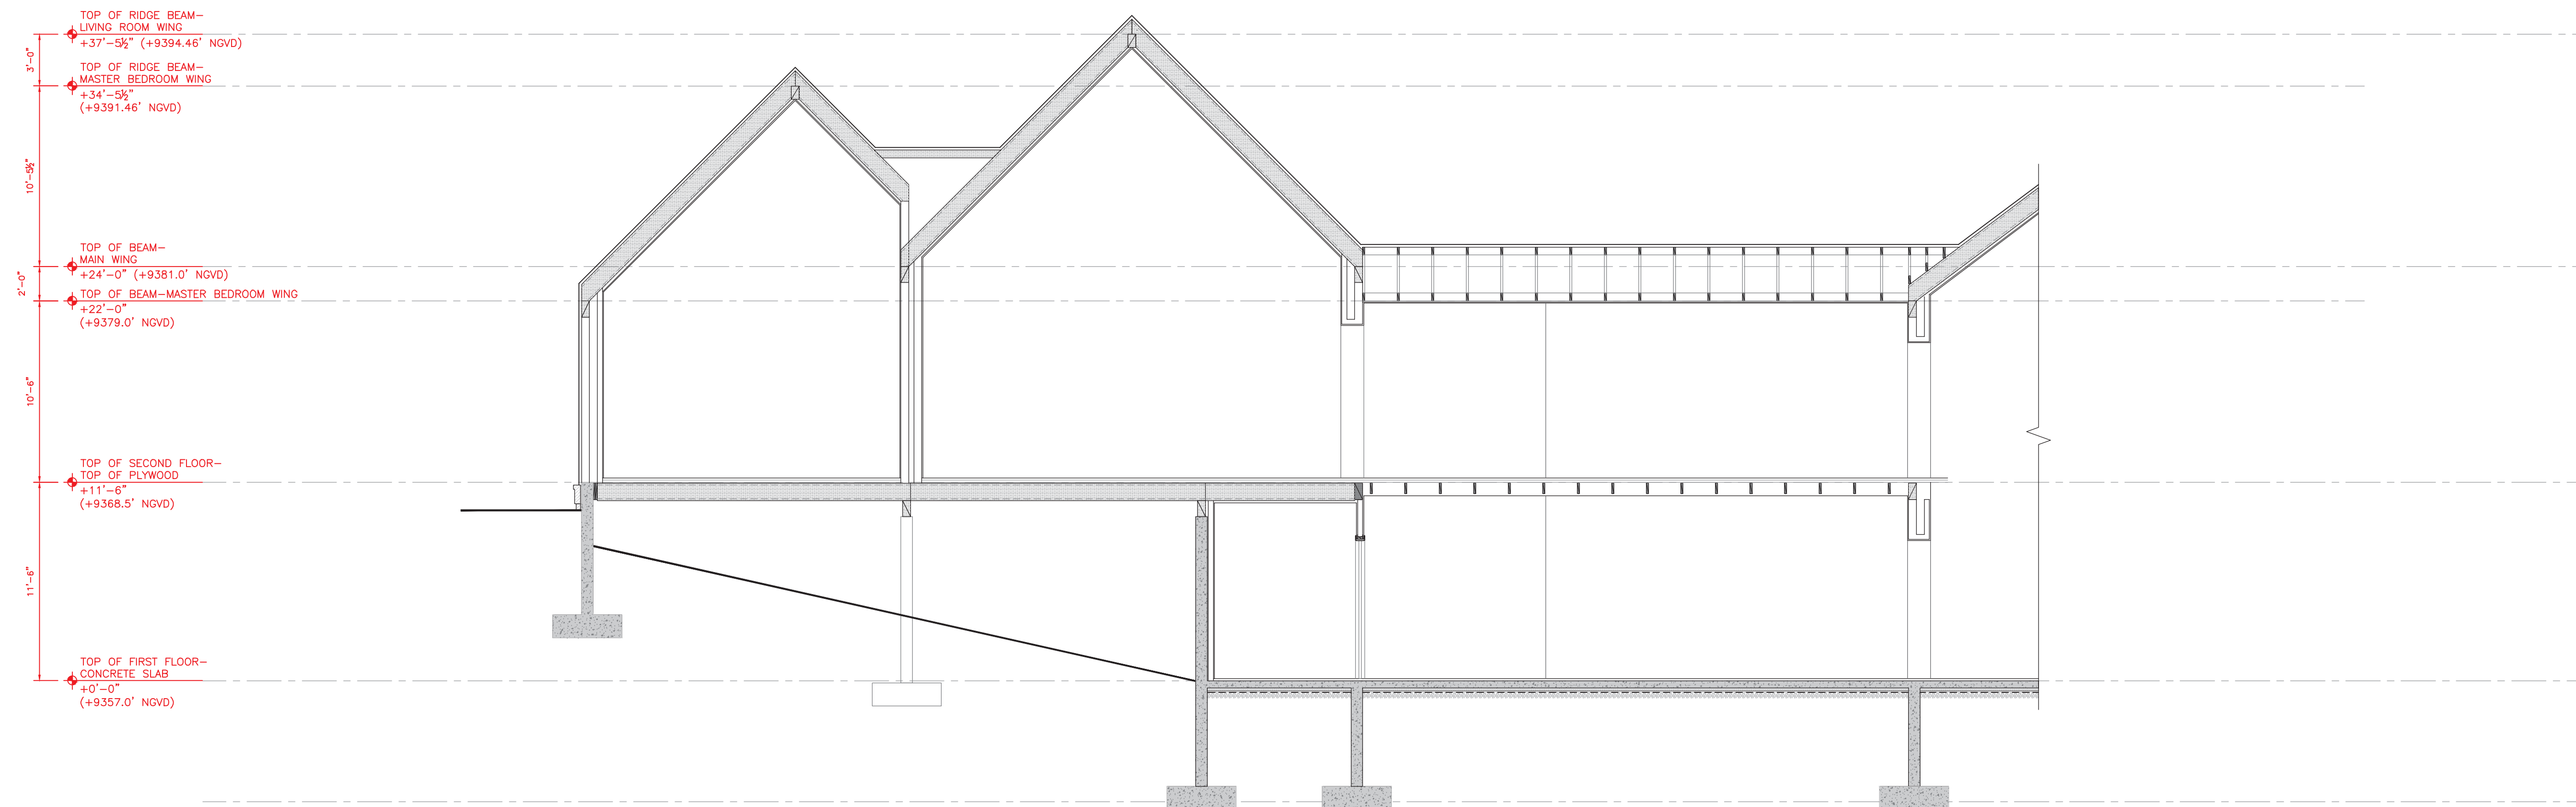 TOP OF RIDGE BEAM-
LIVING ROOM WING
+37'-5½" (+9394.46' NGVD)
3'-0"
TOP OF RIDGE BEAM-
MASTER BEDROOM WING
+34'-5½"
(+9391.46' NGVD)
10'-5½"
TOP OF BEAM-
MAIN WING
+24'-0" (+9381.0' NGVD)
2'-0"
TOP OF BEAM-MASTER BEDROOM WING
+22'-0"
(+9379.0' NGVD)
10'-6"
TOP OF SECOND FLOOR-
TOP OF PLYWOOD
+11'-6"
(+9368.5' NGVD)
11'-6"
TOP OF FIRST FLOOR-
CONCRETE SLAB
+0'-0"
(+9357.0' NGVD)